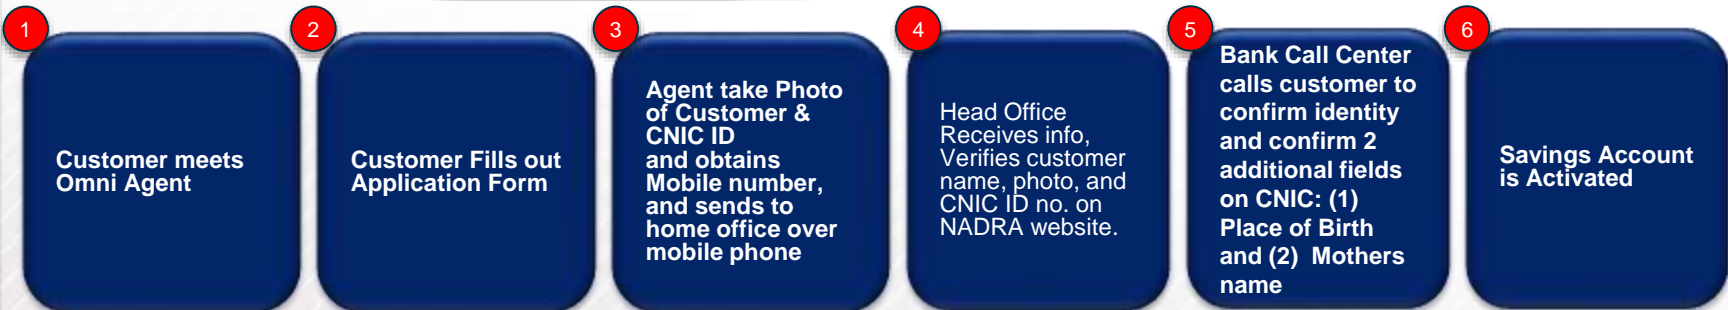 1
Customer meets
Omni Agent
2
Customer Fills out
Application Form
3
Agent take Photo
of Customer &
CNIC ID
and obtains
Mobile number,
and sends to
home office over
mobile phone
4
Head Office
Receives info,
Verifies customer
name, photo, and
CNIC ID no. on
NADRA website.
5
Bank Call Center
calls customer to
confirm identity
and confirm 2
additional fields
on CNIC: (1)
Place of Birth
and (2) Mothers
name
6
Savings Account
is Activated